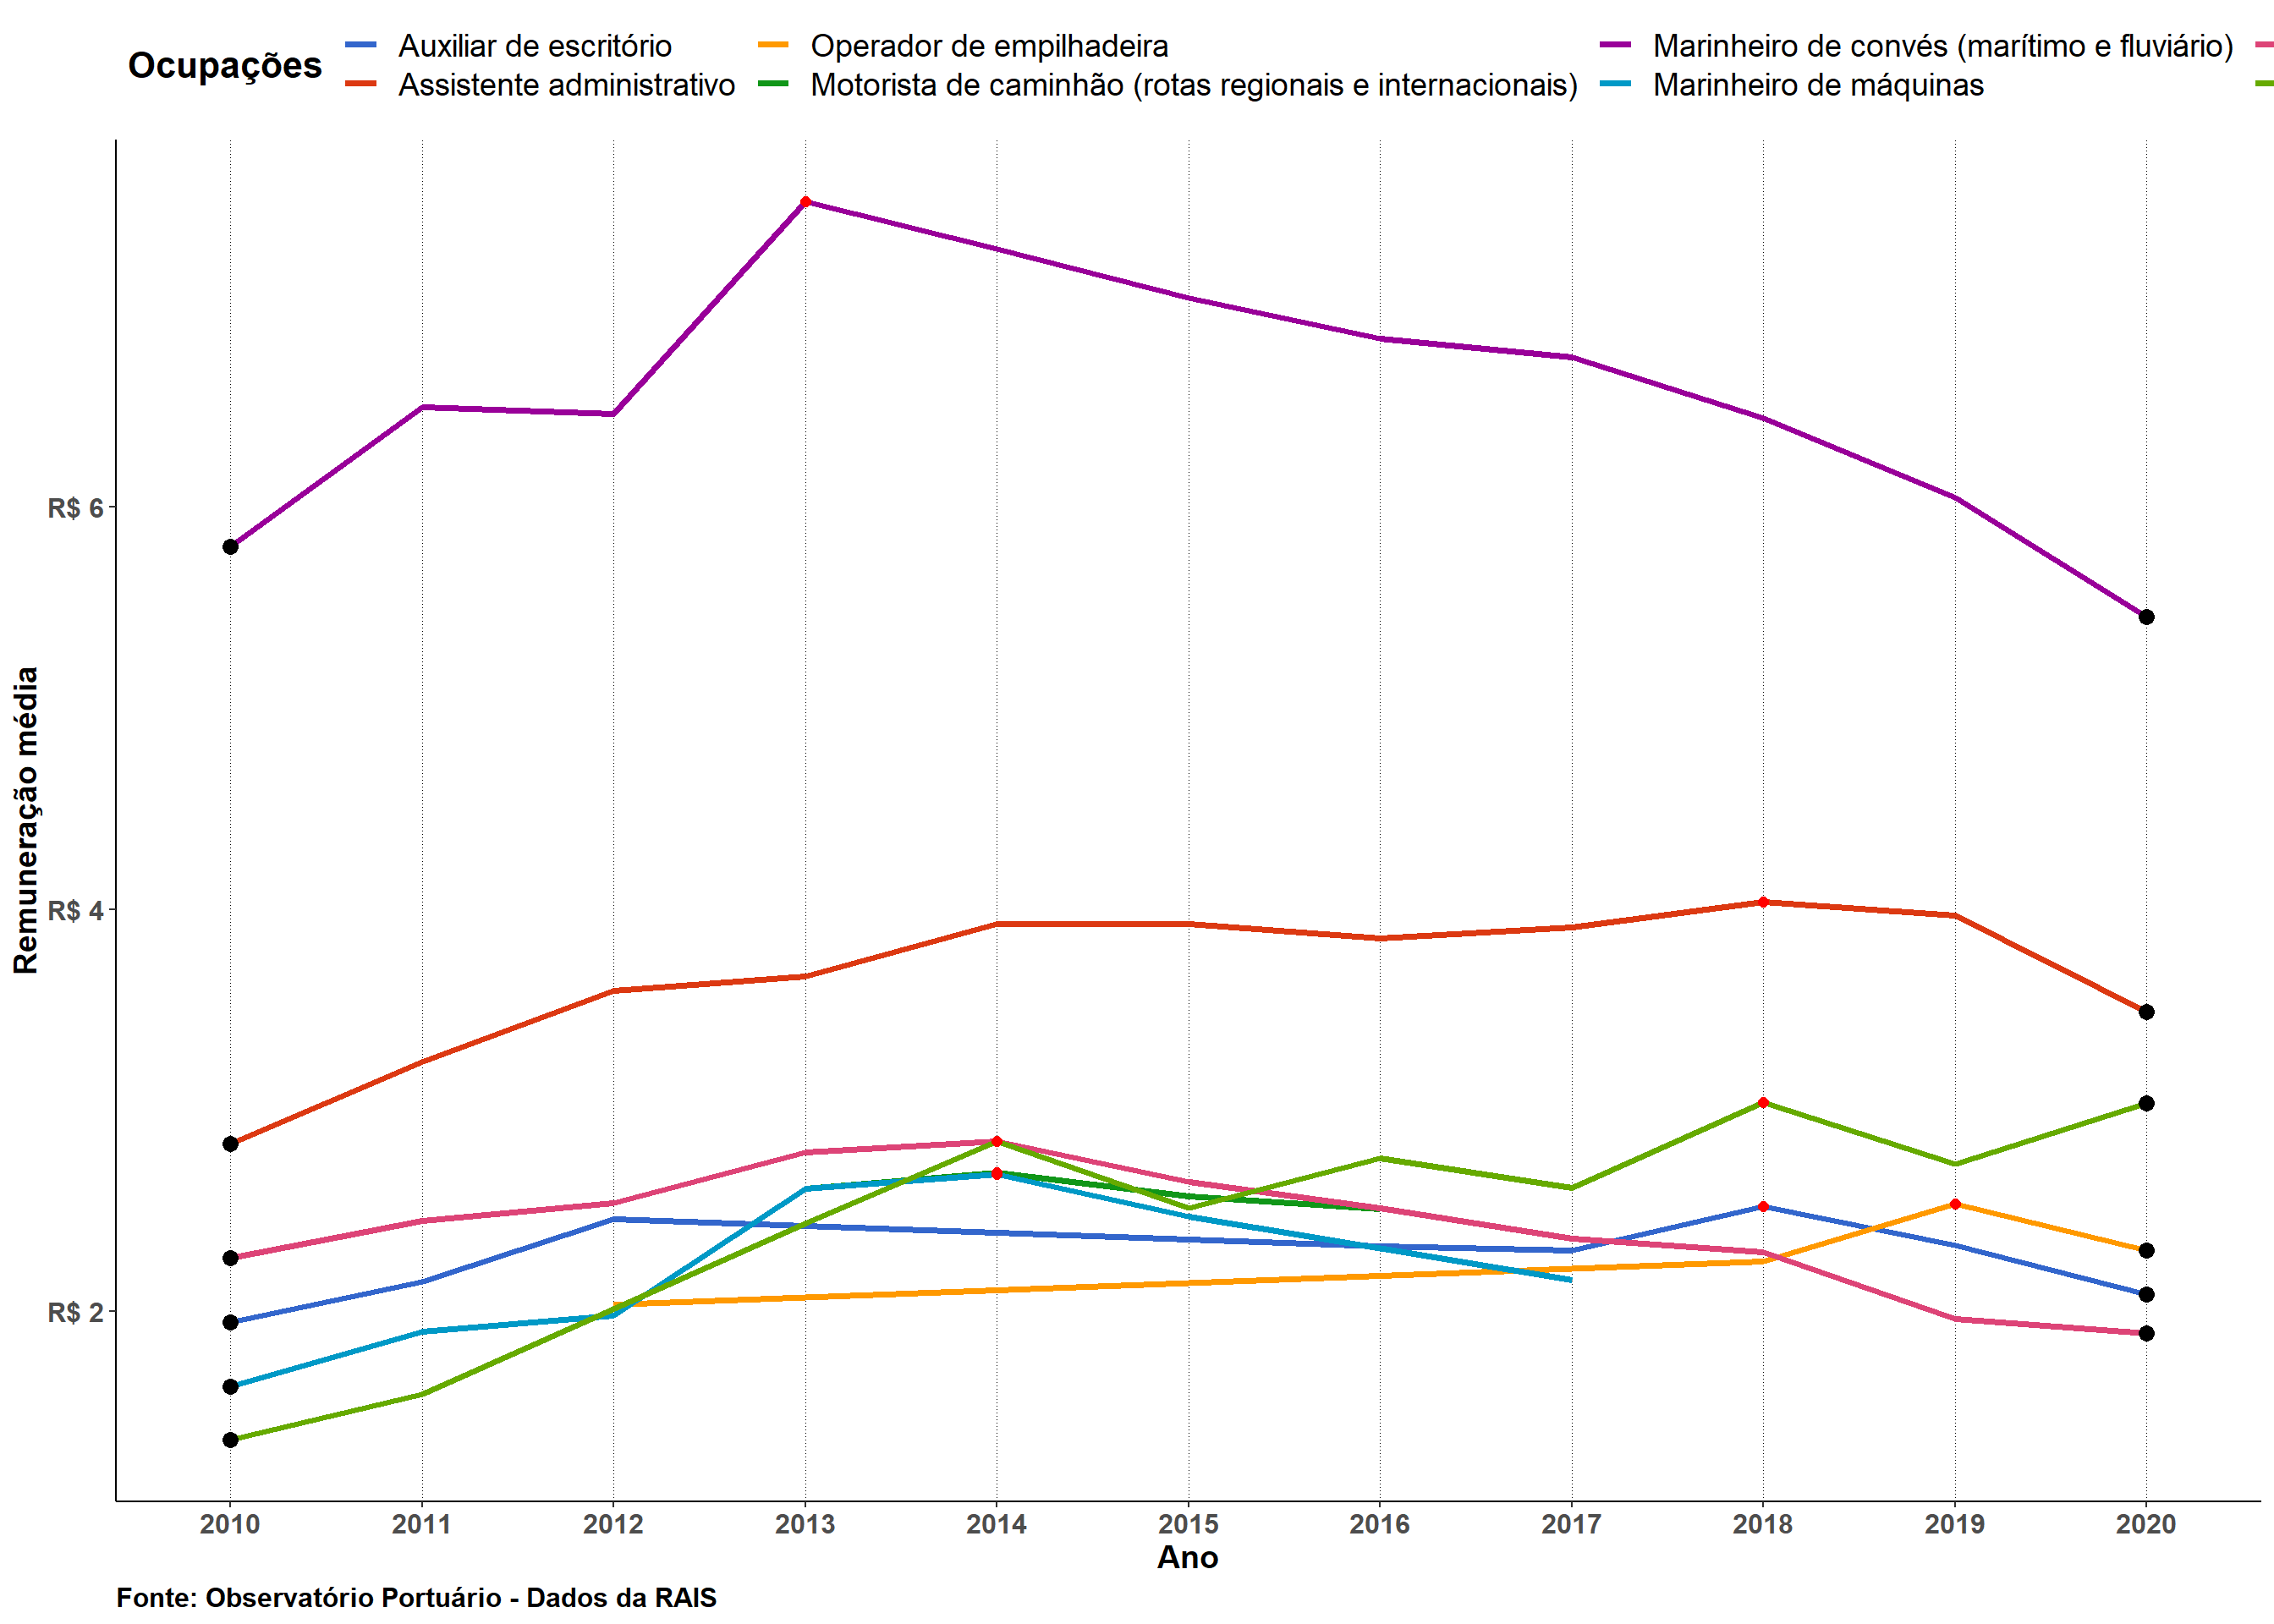 Ocupações
Auxiliar de escritório
Operador de empilhadeira
Marinheiro de convés (marítimo e fluviário)
Assistente administrativo
Motorista de caminhão (rotas regionais e internacionais)
Marinheiro de máquinas
Remuneração média
R$ 6
R$ 4
R$ 2
2010 2011 2012 2013 2014 2015 2016 2017 2018 2019 2020
Ano
Fonte: Observatório Portuário - Dados da RAIS